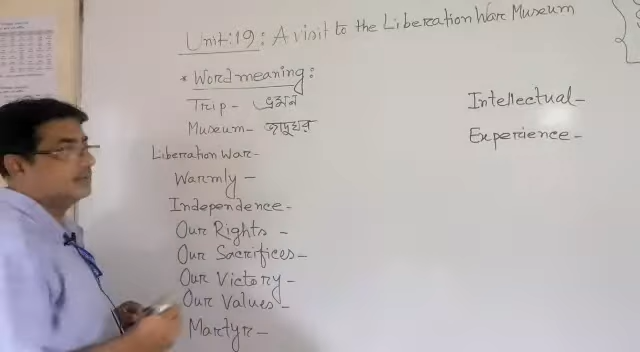 Unit:19: A visit to the Liberation War Museum
* Word meaning:
Trip - ভ্রমন
Museum - জাদুঘর
Liberation War -
Warmly -
Independence -
Our Rights -
Our Sacrifices -
Our Victory -
Our Values -
Martyr -
Intellectual -
Experience -